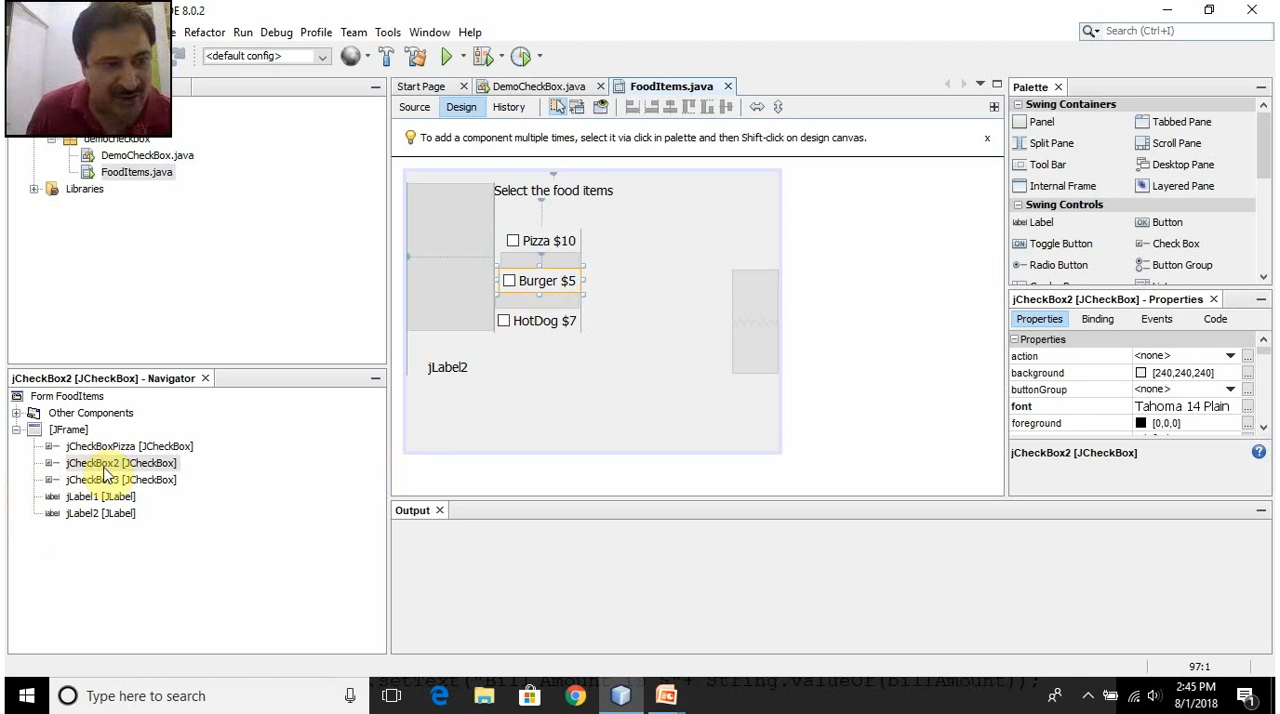 DE 8.0.2
Refactor Run Debug Profile Team Tools Window Help
Search (Ctrl+I)
<default config>
Start Page
DemoCheckBox.java
FoodItems.java
Source Design History
To add a component multiple times, select it via click in palette and then Shift-click on design canvas.
x
democheckbox
DemoCheckBox.java
FoodItems.java
Libraries
Select the food items
Pizza $10
Burger $5
HotDog $7
jLabel2
Palette
Swing Containers
Panel Tabbed Pane
Split Pane Scroll Pane
Tool Bar Desktop Pane
Internal Frame Layered Pane
Swing Controls
Label Button
Toggle Button Check Box
Radio Button Button Group
jCheckBox2 [JCheckBox] - Properties
Properties Binding Events Code
Properties
action <none>
background [240,240,240]
buttonGroup <none>
font Tahoma 14 Plain
foreground [0,0,0]
jCheckBox2 [JCheckBox]
jCheckBox2 [JCheckBox] - Navigator
Form FoodItems
Other Components
[JFrame]
jCheckBoxPizza [JCheckBox]
jCheckBox2 [JCheckBox]
jCheckBox3 [JCheckBox]
jLabel1 [JLabel]
jLabel2 [JLabel]
Output
97:1
Type here to search
2:45 PM
8/1/2018